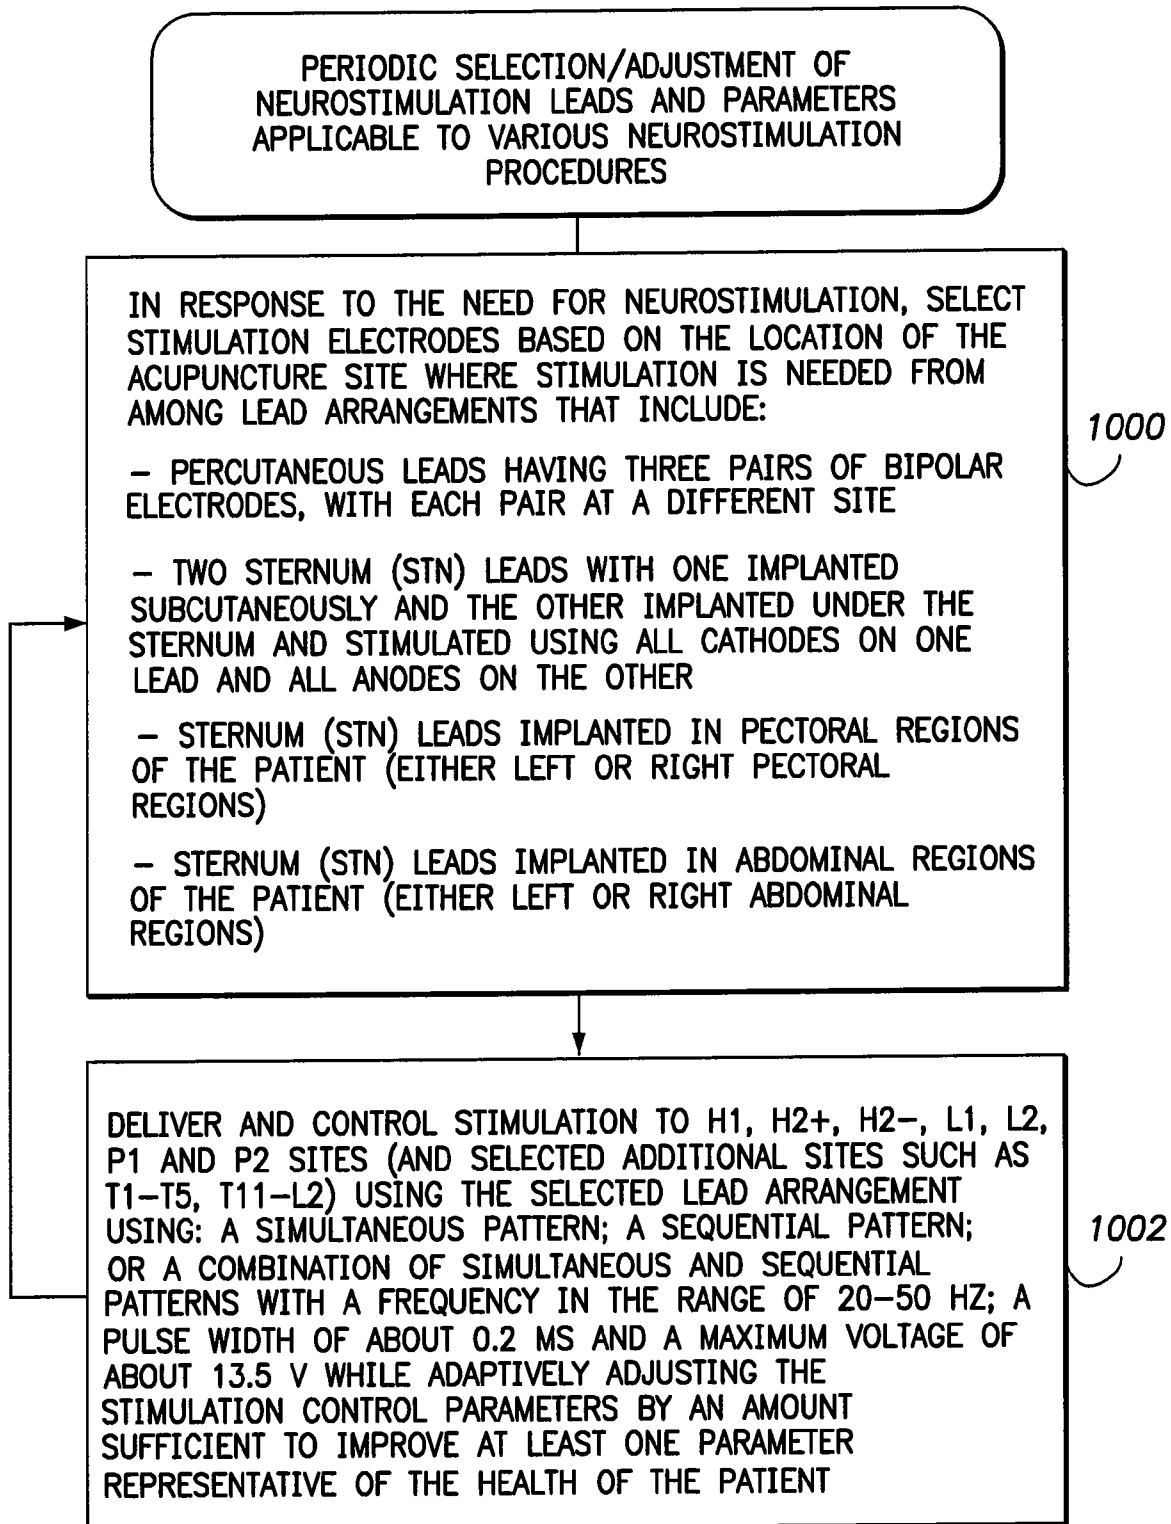 PERIODIC SELECTION/ADJUSTMENT OF
NEUROSTIMULATION LEADS AND PARAMETERS
APPLICABLE TO VARIOUS NEUROSTIMULATION
PROCEDURES
IN RESPONSE TO THE NEED FOR NEUROSTIMULATION, SELECT
STIMULATION ELECTRODES BASED ON THE LOCATION OF THE
ACUPUNCTURE SITE WHERE STIMULATION IS NEEDED FROM
AMONG LEAD ARRANGEMENTS THAT INCLUDE:
– PERCUTANEOUS LEADS HAVING THREE PAIRS OF BIPOLAR
ELECTRODES, WITH EACH PAIR AT A DIFFERENT SITE
– TWO STERNUM (STN) LEADS WITH ONE IMPLANTED
SUBCUTANEOUSLY AND THE OTHER IMPLANTED UNDER THE
STERNUM AND STIMULATED USING ALL CATHODES ON ONE
LEAD AND ALL ANODES ON THE OTHER
– STERNUM (STN) LEADS IMPLANTED IN PECTORAL REGIONS
OF THE PATIENT (EITHER LEFT OR RIGHT PECTORAL
REGIONS)
– STERNUM (STN) LEADS IMPLANTED IN ABDOMINAL REGIONS
OF THE PATIENT (EITHER LEFT OR RIGHT ABDOMINAL
REGIONS)
1000
DELIVER AND CONTROL STIMULATION TO H1, H2+, H2–, L1, L2,
P1 AND P2 SITES (AND SELECTED ADDITIONAL SITES SUCH AS
T1–T5, T11–L2) USING THE SELECTED LEAD ARRANGEMENT
USING: A SIMULTANEOUS PATTERN; A SEQUENTIAL PATTERN;
OR A COMBINATION OF SIMULTANEOUS AND SEQUENTIAL
PATTERNS WITH A FREQUENCY IN THE RANGE OF 20–50 HZ; A
PULSE WIDTH OF ABOUT 0.2 MS AND A MAXIMUM VOLTAGE OF
ABOUT 13.5 V WHILE ADAPTIVELY ADJUSTING THE
STIMULATION CONTROL PARAMETERS BY AN AMOUNT
SUFFICIENT TO IMPROVE AT LEAST ONE PARAMETER
REPRESENTATIVE OF THE HEALTH OF THE PATIENT
1002